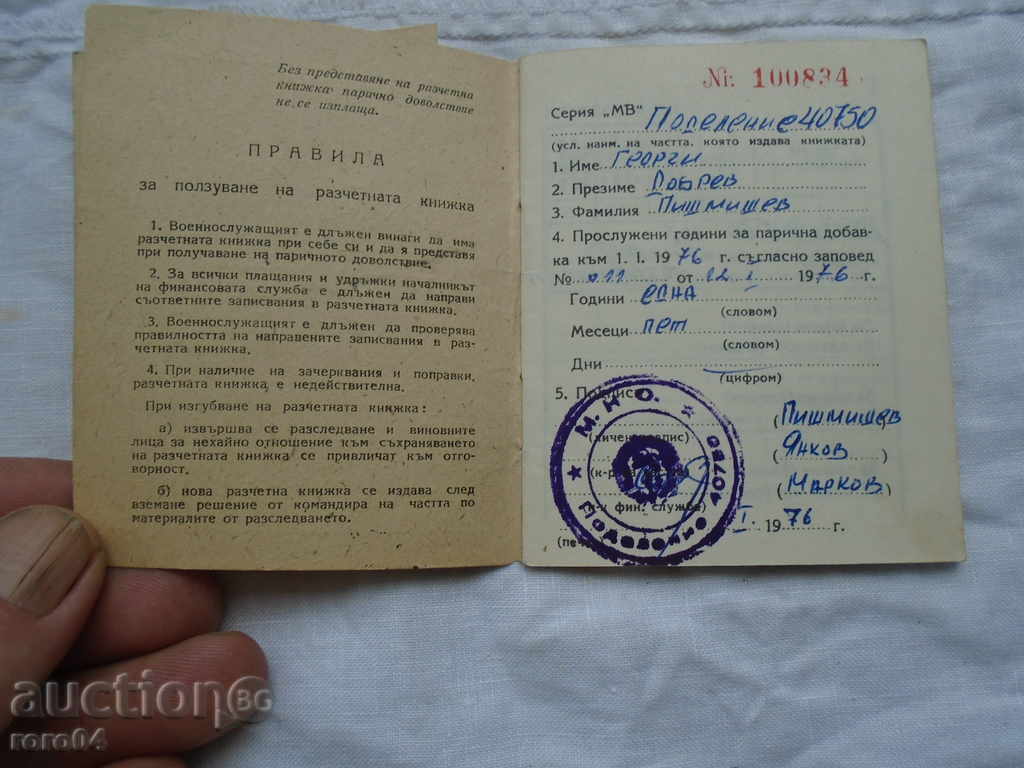 Без представяне на разчетна
книжка парично доволствие
не се изплаща.
ПРАВИЛА
за ползуване на разчетната книжка
1. Военнослужащият е длъжен винаги да има
разчетната книжка при себе си и да я представя
при получаване на паричното доволствие.
2. За всички плащания и удръжки началникът
на финансовата служба е длъжен да направи
съответните записвания в разчетната книжка.
3. Военнослужащият е длъжен да проверява
правилността на направените записвания в раз-
четната книжка.
4. При наличие на зачерквания и поправки,
разчетната книжка е недействителна.
При изгубване на разчетната книжка:
а) извършва се разследване и виновните
лица за нехайно отношение към съхраняването
на разчетната книжка се привличат към отго-
ворност.
б) нова разчетна книжка се издава след
вземане решение от командира на частта по
материалите от разследването.
№ 100834
Серия „МВ" Поделение 40750
(усл. наим. на частта, която издава книжката)
1. Име Георги
2. Презиме Добрев
3. Фамилия Пишмишев
4. Прослужени години за парична добав-
ка към 1. I. 1976 г. съгласно заповед
№ 011 от 12. I. 1976 г.
Години една
(словом)
Месеци пет
(словом)
Дни
(цифром)
5. Подписи
(Пишмишев
(личен подпис)
(Янков)
(к-р на частта)
(Марков)
(к-к фин. служба)
I. 1976 г.
(печ
М. Н. О.
Поделение 40750
auction BG
roro04